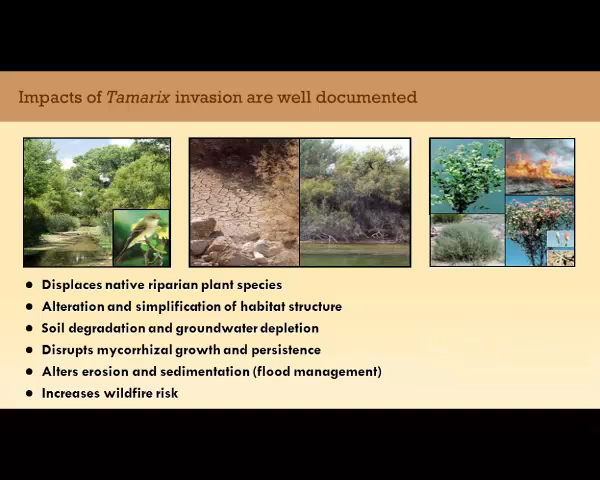 Impacts of Tamarix invasion are well documented
● Displaces native riparian plant species
● Alteration and simplification of habitat structure
● Soil degradation and groundwater depletion
● Disrupts mycorrhizal growth and persistence
● Alters erosion and sedimentation (flood management)
● Increases wildfire risk